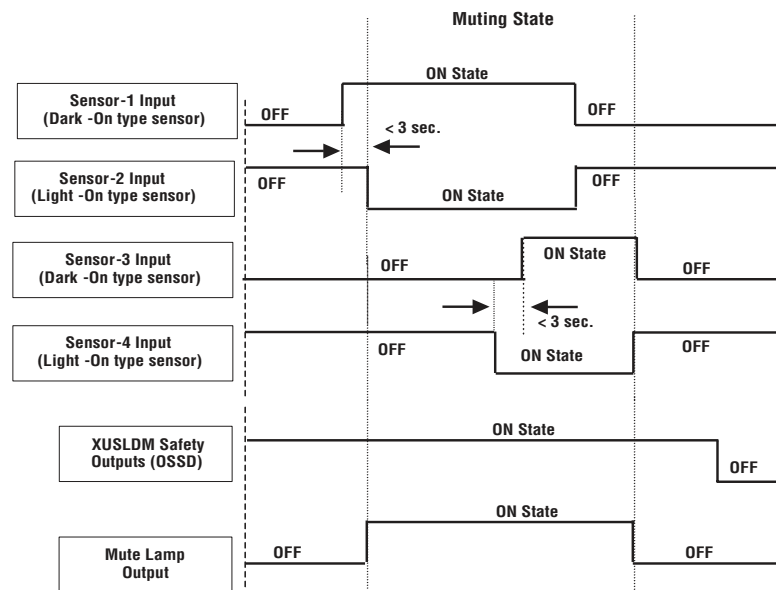 Muting State
Sensor-1 Input
(Dark -On type sensor)
OFF
ON State
OFF
< 3 sec.
Sensor-2 Input
(Light -On type sensor)
OFF
ON State
OFF
Sensor-3 Input
(Dark -On type sensor)
OFF
ON State
OFF
< 3 sec.
Sensor-4 Input
(Light -On type sensor)
OFF
ON State
OFF
XUSLDM Safety
Outputs (OSSD)
ON State
OFF
Mute Lamp
Output
OFF
ON State
OFF